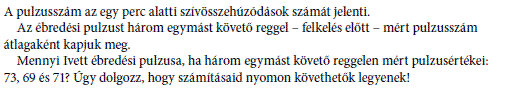 A pulzusszám az egy perc alatti szívösszehúzódások számát jelenti.
Az ébredési pulzust három egymást követő reggel – felkelés előtt – mért pulzusszám
átlagaként kapjuk meg.
Mennyi Ivett ébredési pulzusa, ha három egymást követő reggelen mért pulzusértékei:
73, 69 és 71? Úgy dolgozz, hogy számításaid nyomon követhetők legyenek!